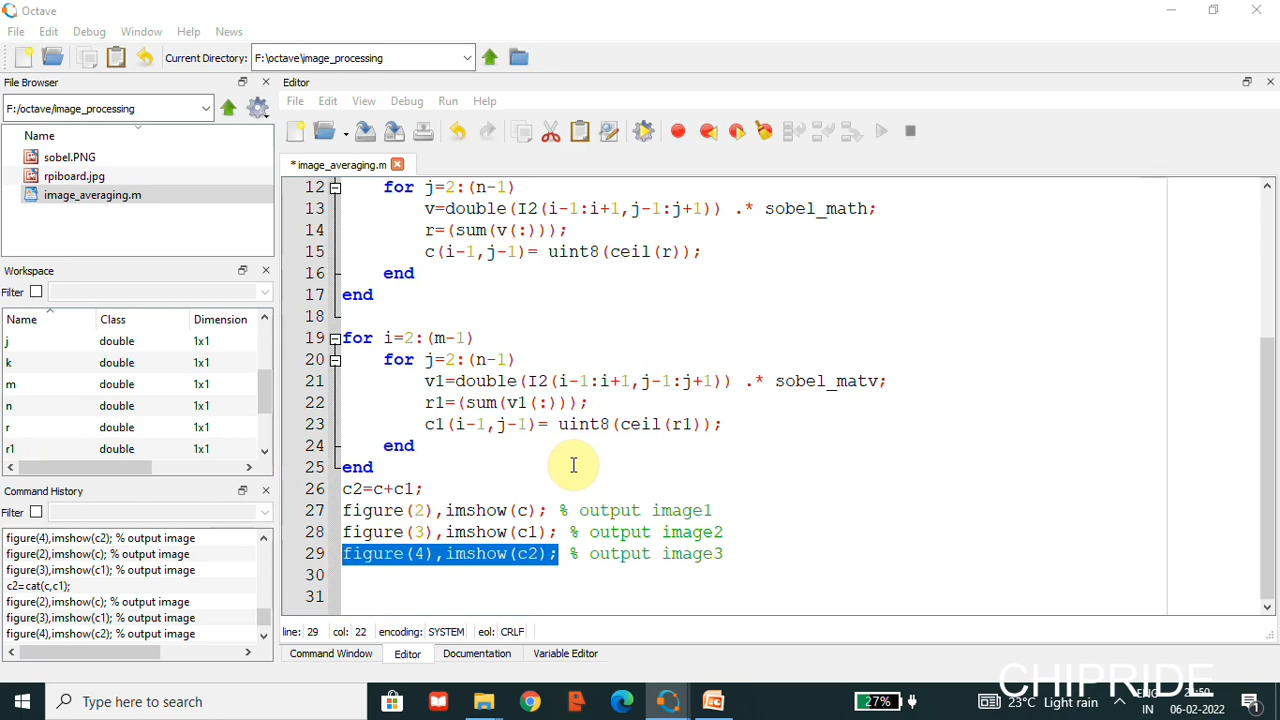 Octave
File Edit Debug Window Help News
Current Directory: F:\octave\image_processing
File Browser
F:/octave/image_processing
Name
sobel.PNG
rpiboard.jpg
image_averaging.m
Workspace
Filter
Name Class Dimension
j double 1x1
k double 1x1
m double 1x1
n double 1x1
r double 1x1
r1 double 1x1
Command History
Filter
figure(4),imshow(c2); % output image
figure(2),imshow(c); % output image
figure(3),imshow(c1); % output image
c2=cat(c,c1);
figure(2),imshow(c); % output image
figure(3),imshow(c1); % output image
figure(4),imshow(c2); % output image
Editor
File Edit View Debug Run Help
*image_averaging.m
12 for j=2:(n-1)
13 v=double(I2(i-1:i+1,j-1:j+1)) .* sobel_math;
14 r=(sum(v(:)));
15 c(i-1,j-1)= uint8(ceil(r));
16 end
17 end
18
19 for i=2:(m-1)
20 for j=2:(n-1)
21 v1=double(I2(i-1:i+1,j-1:j+1)) .* sobel_matv;
22 r1=(sum(v1(:)));
23 c1(i-1,j-1)= uint8(ceil(r1));
24 end
25 end
26 c2=c+c1;
27 figure(2),imshow(c); % output image1
28 figure(3),imshow(c1); % output image2
29 figure(4),imshow(c2); % output image3
30
31
line: 29 col: 22 encoding: SYSTEM eol: CRLF
Command Window Editor Documentation Variable Editor
CHIPRIDE
Type here to search
27%
23°C Light rain
ENG
IN
06-02-2022
1